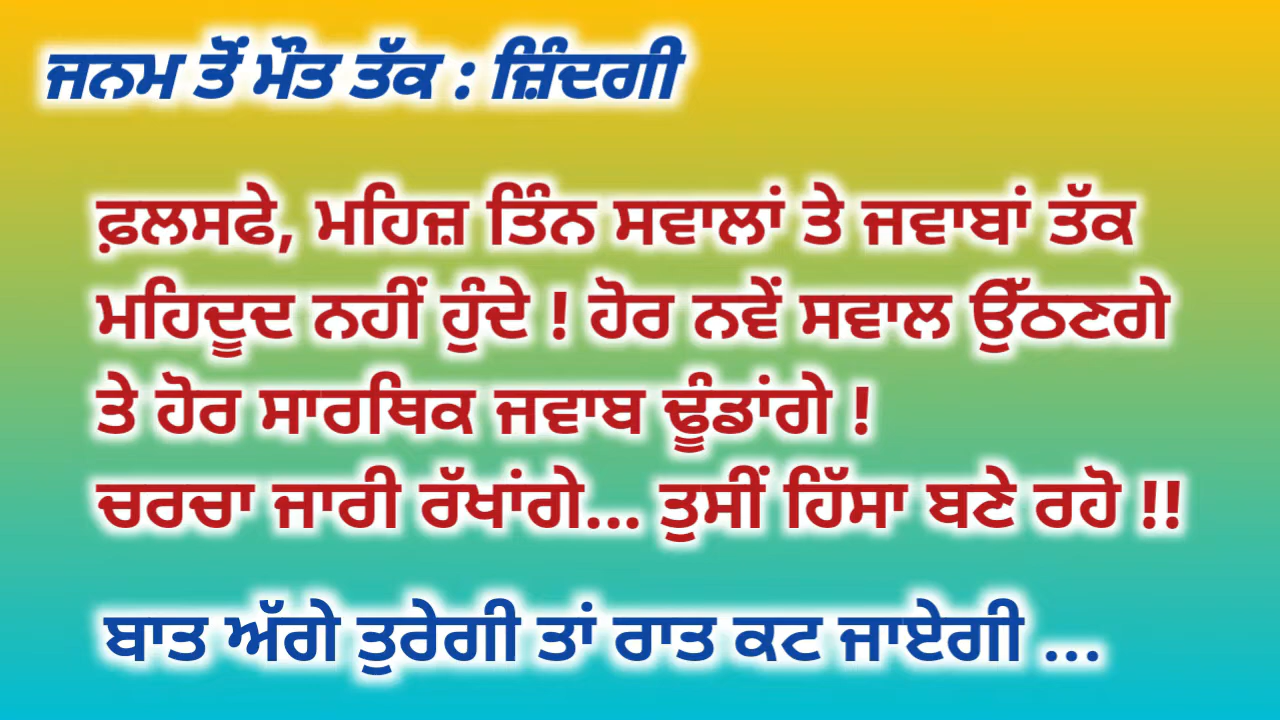 ਜਨਮ ਤੋਂ ਮੌਤ ਤੱਕ : ਜ਼ਿੰਦਗੀ
ਫ਼ਲਸਫੇ, ਮਹਿਜ਼ ਤਿੰਨ ਸਵਾਲਾਂ ਤੇ ਜਵਾਬਾਂ ਤੱਕ
ਮਹਿਦੂਦ ਨਹੀਂ ਹੁੰਦੇ ! ਹੋਰ ਨਵੇਂ ਸਵਾਲ ਉੱਠਣਗੇ
ਤੇ ਹੋਰ ਸਾਰਥਿਕ ਜਵਾਬ ਢੂੰਡਾਂਗੇ !
ਚਰਚਾ ਜਾਰੀ ਰੱਖਾਂਗੇ... ਤੁਸੀਂ ਹਿੱਸਾ ਬਣੇ ਰਹੋ !!
ਬਾਤ ਅੱਗੇ ਤੁਰੇਗੀ ਤਾਂ ਰਾਤ ਕਟ ਜਾਏਗੀ ...